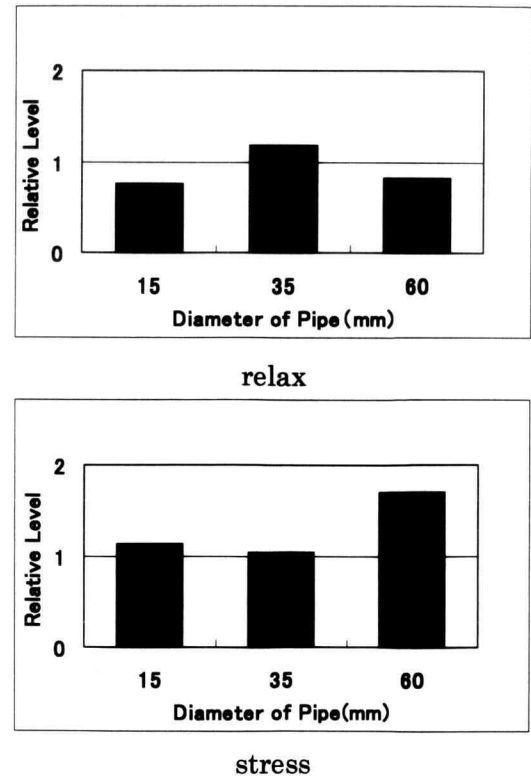 2
1
0
Relative Level
15 35 60
Diameter of Pipe(mm)
relax
2
1
0
Relative Level
15 35 60
Diameter of Pipe(mm)
stress